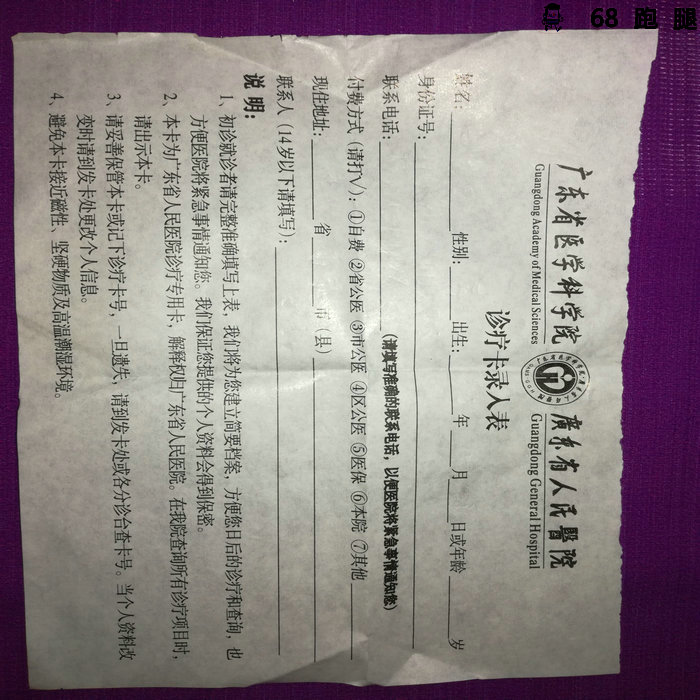 68 跑腿
广东省医学科学院 廣东省人民醫院
Guangdong Academy of Medical Sciences Guangdong General Hospital
诊疗卡录入表
姓名: 性别: 出生: 年 月 日或年龄 岁
身份证号:
联系电话: (请填写准确的联系电话,以便医院将紧急事情通知您)
付费方式(请打√):①自费 ②省公医 ③市公医 ④区公医 ⑤医保 ⑥本院 ⑦其他
现住地址: 省 市(县)
联系人(14岁以下请填写):
说 明:
1、初诊就诊者请完整准确填写上表,我们将为您建立简要档案,方便您日后的诊疗和查询,也
方便医院将紧急事情通知您。我们保证您提供的个人资料会得到保密。
2、本卡为广东省人民医院诊疗专用卡,解释权归广东省人民医院。在我院查询所有诊疗项目时,
请出示本卡。
3、请妥善保管本卡或记下诊疗卡号,一旦遗失,请到发卡处或各分诊台查卡号。当个人资料改
变时请到发卡处更改个人信息。
4、避免本卡接近磁性、坚硬物质及高温潮湿环境。